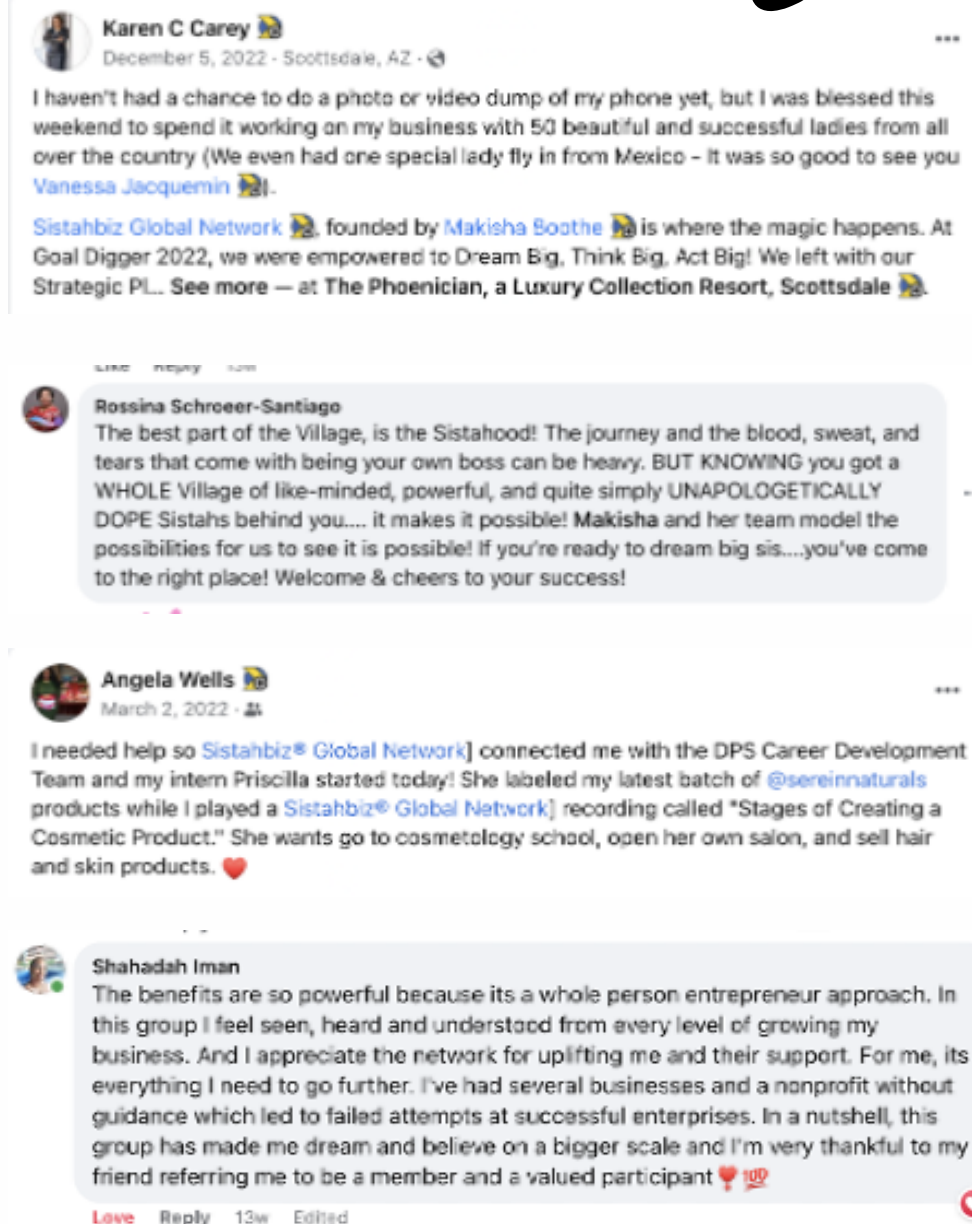 Karen C Carey
December 5, 2022 · Scottsdale, AZ ·
I haven't had a chance to do a photo or video dump of my phone yet, but I was blessed this
weekend to spend it working on my business with 50 beautiful and successful ladies from all
over the country (We even had one special lady fly in from Mexico - It was so good to see you
Vanessa Jacquemin ).
Sistahbiz Global Network , founded by Makisha Boothe is where the magic happens. At
Goal Digger 2022, we were empowered to Dream Big, Think Big, Act Big! We left with our
Strategic Pl... See more — at The Phoenician, a Luxury Collection Resort, Scottsdale .
Like Reply 13w
Rossina Schroeer-Santiago
The best part of the Village, is the Sistahood! The journey and the blood, sweat, and
tears that come with being your own boss can be heavy. BUT KNOWING you got a
WHOLE Village of like-minded, powerful, and quite simply UNAPOLOGETICALLY
DOPE Sistahs behind you.... it makes it possible! Makisha and her team model the
possibilities for us to see it is possible! If you're ready to dream big sis....you've come
to the right place! Welcome & cheers to your success!
Angela Wells
March 2, 2022 ·
I needed help so Sistahbiz® Global Network] connected me with the DPS Career Development
Team and my intern Priscilla started today! She labeled my latest batch of @sereinnaturals
products while I played a Sistahbiz® Global Network] recording called "Stages of Creating a
Cosmetic Product." She wants go to cosmetology school, open her own salon, and sell hair
and skin products. ❤️
Shahadah Iman
The benefits are so powerful because its a whole person entrepreneur approach. In
this group I feel seen, heard and understood from every level of growing my
business. And I appreciate the network for uplifting me and their support. For me, its
everything I need to go further. I've had several businesses and a nonprofit without
guidance which led to failed attempts at successful enterprises. In a nutshell, this
group has made me dream and believe on a bigger scale and I'm very thankful to my
friend referring me to be a member and a valued participant ❣️💯
Love Reply 13w Edited